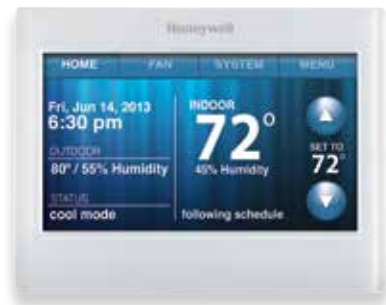 Honeywell
HOME FAN SYSTEM MENU
Fri, Jun 14, 2013
6:30 pm
OUTDOOR
80° / 55% Humidity
STATUS
cool mode
INDOOR
72°
45% Humidity
following schedule
SET TO
72°